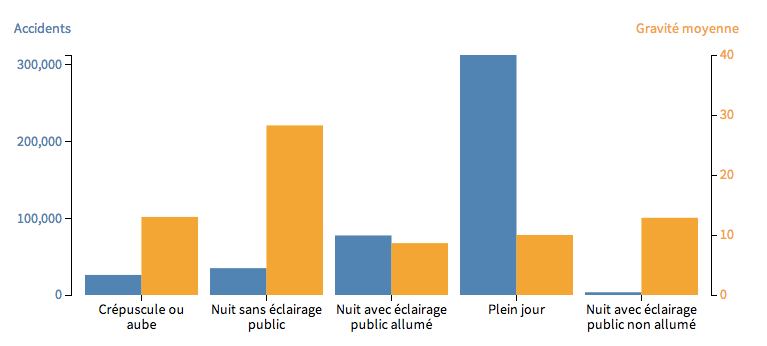 Accidents
Gravité moyenne
300,000
200,000
100,000
0
40
30
20
10
0
Crépuscule ou
aube
Nuit sans éclairage
public
Nuit avec éclairage
public allumé
Plein jour
Nuit avec éclairage
public non allumé